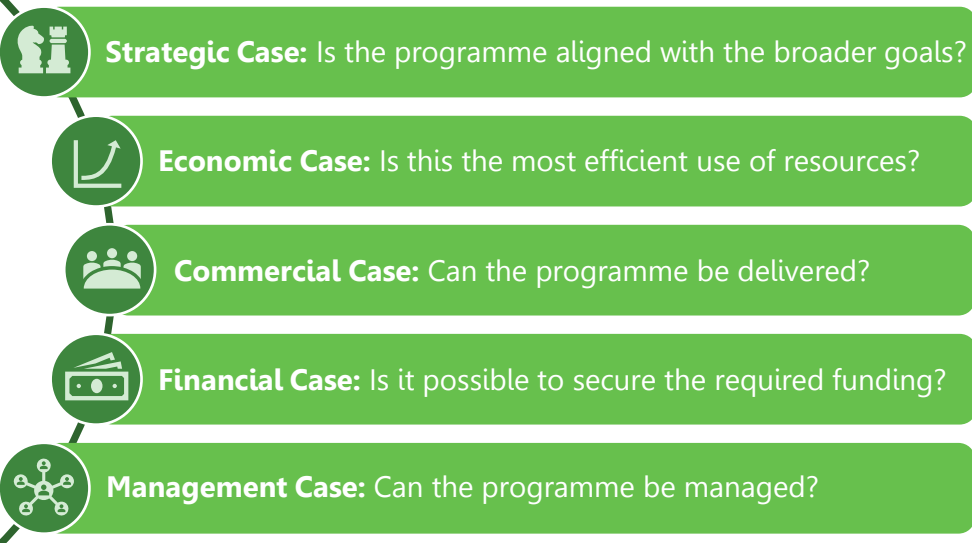 Strategic Case: Is the programme aligned with the broader goals?
Economic Case: Is this the most efficient use of resources?
Commercial Case: Can the programme be delivered?
Financial Case: Is it possible to secure the required funding?
Management Case: Can the programme be managed?